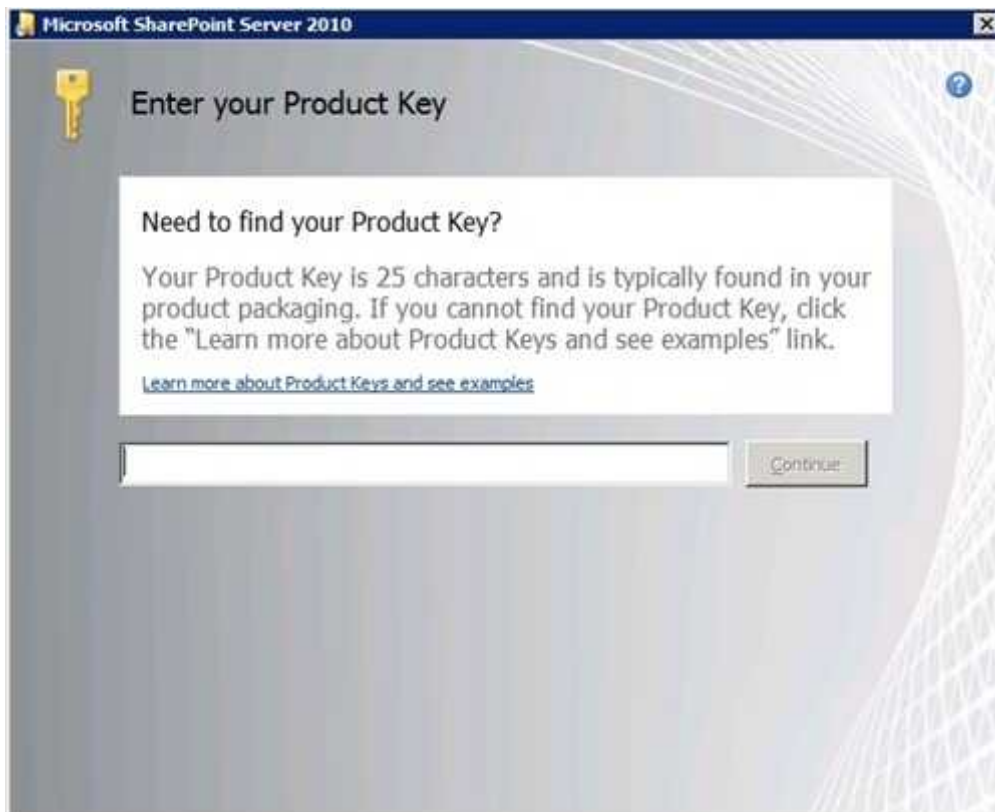 Microsoft SharePoint Server 2010
Enter your Product Key
Need to find your Product Key?
Your Product Key is 25 characters and is typically found in your
product packaging. If you cannot find your Product Key, click
the "Learn more about Product Keys and see examples" link.
Learn more about Product Keys and see examples
Continue